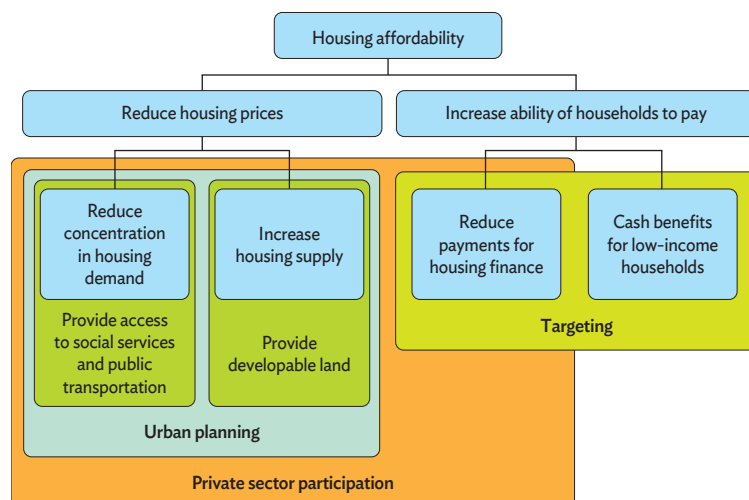 Housing affordability
Reduce housing prices
Increase ability of households to pay
Reduce
concentration
in housing
demand
Increase
housing supply
Reduce
payments for
housing finance
Cash benefits
for low-income
households
Provide access
to social services
and public
transportation
Provide
developable land
Targeting
Urban planning
Private sector participation